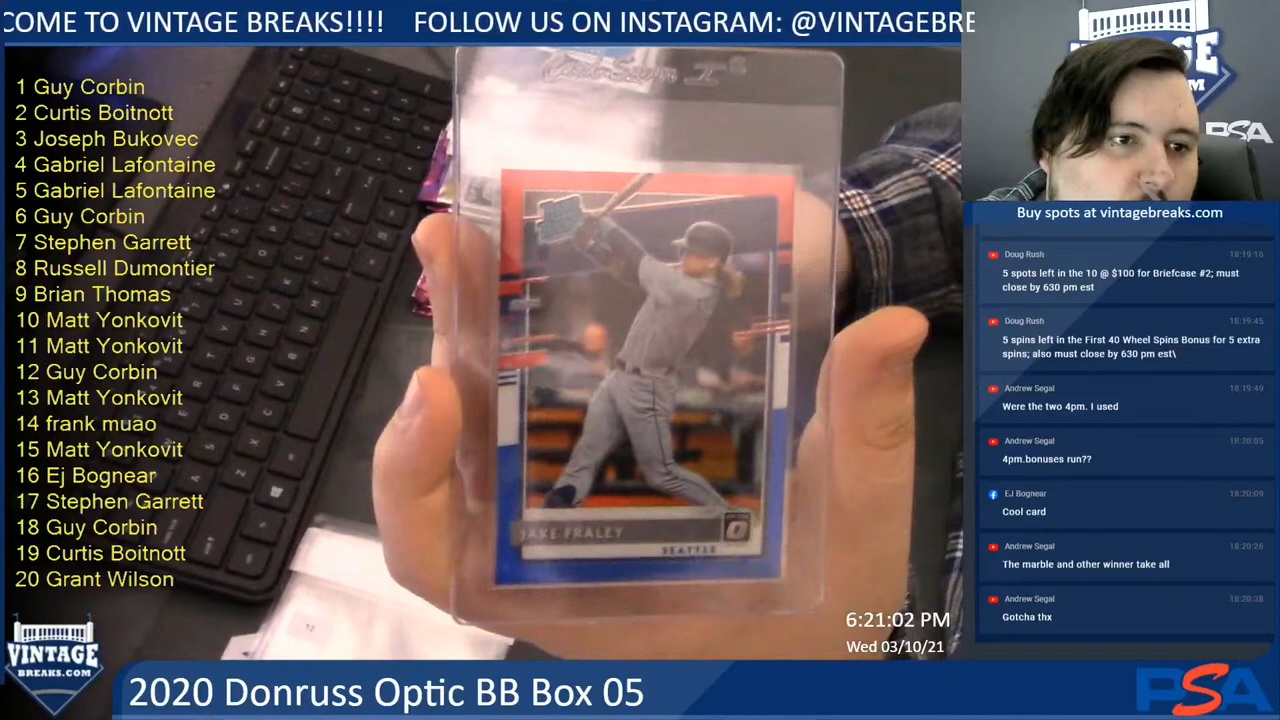 COME TO VINTAGE BREAKS!!!! FOLLOW US ON INSTAGRAM: @VINTAGEBRE
1 Guy Corbin
2 Curtis Boitnott
3 Joseph Bukovec
4 Gabriel Lafontaine
5 Gabriel Lafontaine
6 Guy Corbin
7 Stephen Garrett
8 Russell Dumontier
9 Brian Thomas
10 Matt Yonkovit
11 Matt Yonkovit
12 Guy Corbin
13 Matt Yonkovit
14 frank muao
15 Matt Yonkovit
16 Ej Bognear
17 Stephen Garrett
18 Guy Corbin
19 Curtis Boitnott
20 Grant Wilson
JAKE FRALEY
SEATTLE
PSA
Buy spots at vintagebreaks.com
Doug Rush 18:19:16
5 spots left in the 10 @ $100 for Briefcase #2; must
close by 630 pm est
Doug Rush 18:19:45
5 spins left in the First 40 Wheel Spins Bonus for 5 extra
spins; also must close by 630 pm est\
Andrew Segal 18:19:49
Were the two 4pm. I used
Andrew Segal 18:20:05
4pm.bonuses run??
EJ Bognear 18:20:09
Cool card
Andrew Segal 18:20:26
The marble and other winner take all
Andrew Segal 18:20:38
Gotcha thx
6:21:02 PM
Wed 03/10/21
VINTAGE
BREAKS.COM
2020 Donruss Optic BB Box 05
PSA